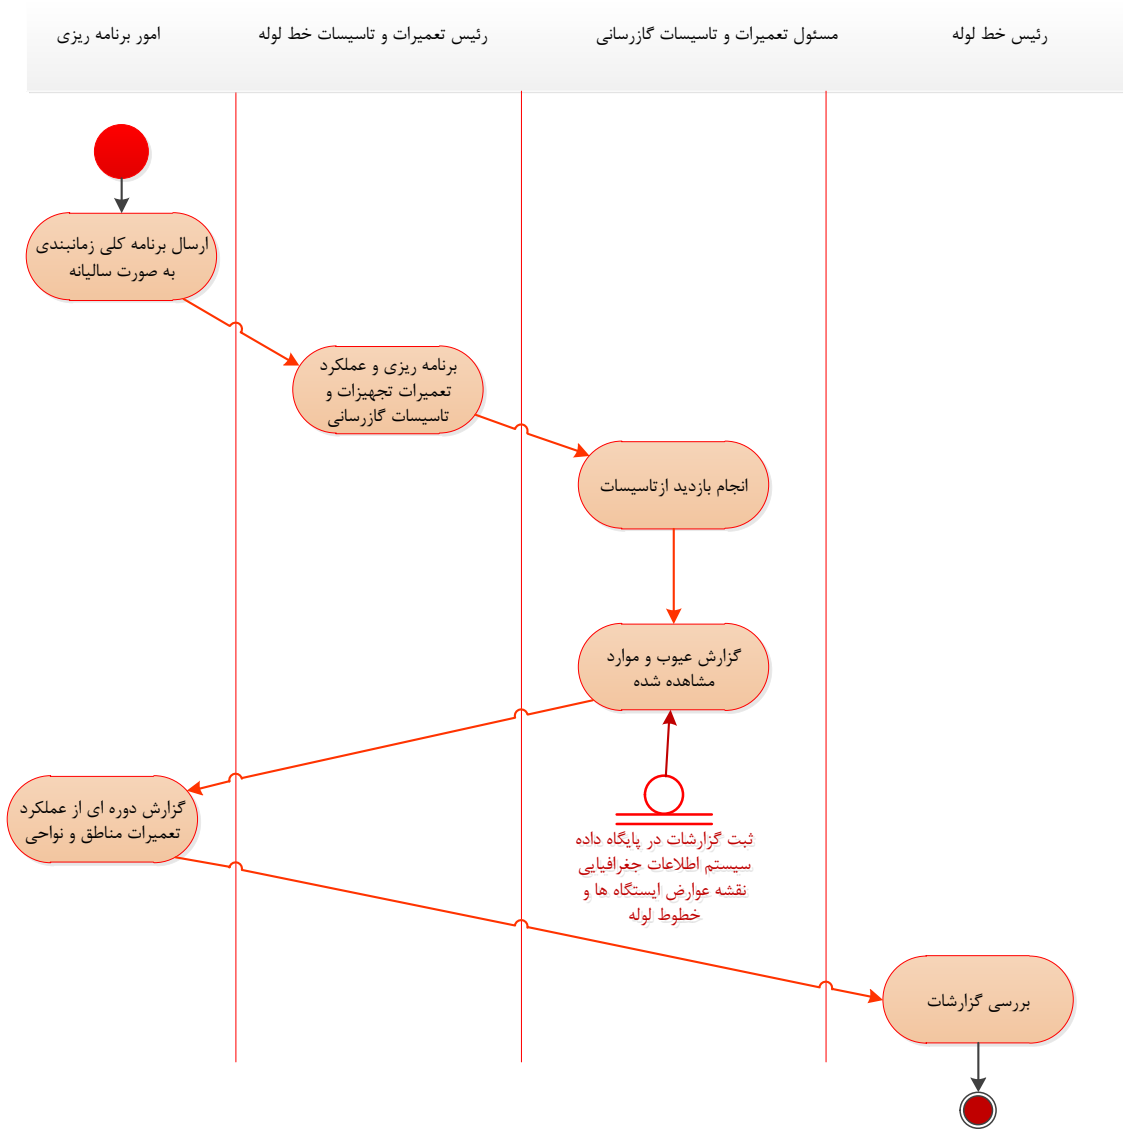 رئیس خط لوله
مسئول تعمیرات و تاسیسات گازرسانی
رئیس تعمیرات و تاسیسات خط لوله
امور برنامه ریزی
ارسال برنامه کلی زمانبندی
به صورت سالیانه
برنامه ریزی و عملکرد
تعمیرات تجهیزات و
تاسیسات گازرسانی
انجام بازدید ازتاسیسات
گزارش عیوب و موارد
مشاهده شده
ثبت گزارشات در پایگاه داده
سیستم اطلاعات جغرافیایی
نقشه عوارض ایستگاه ها و
خطوط لوله
گزارش دوره ای از عملکرد
تعمیرات مناطق و نواحی
بررسی گزارشات